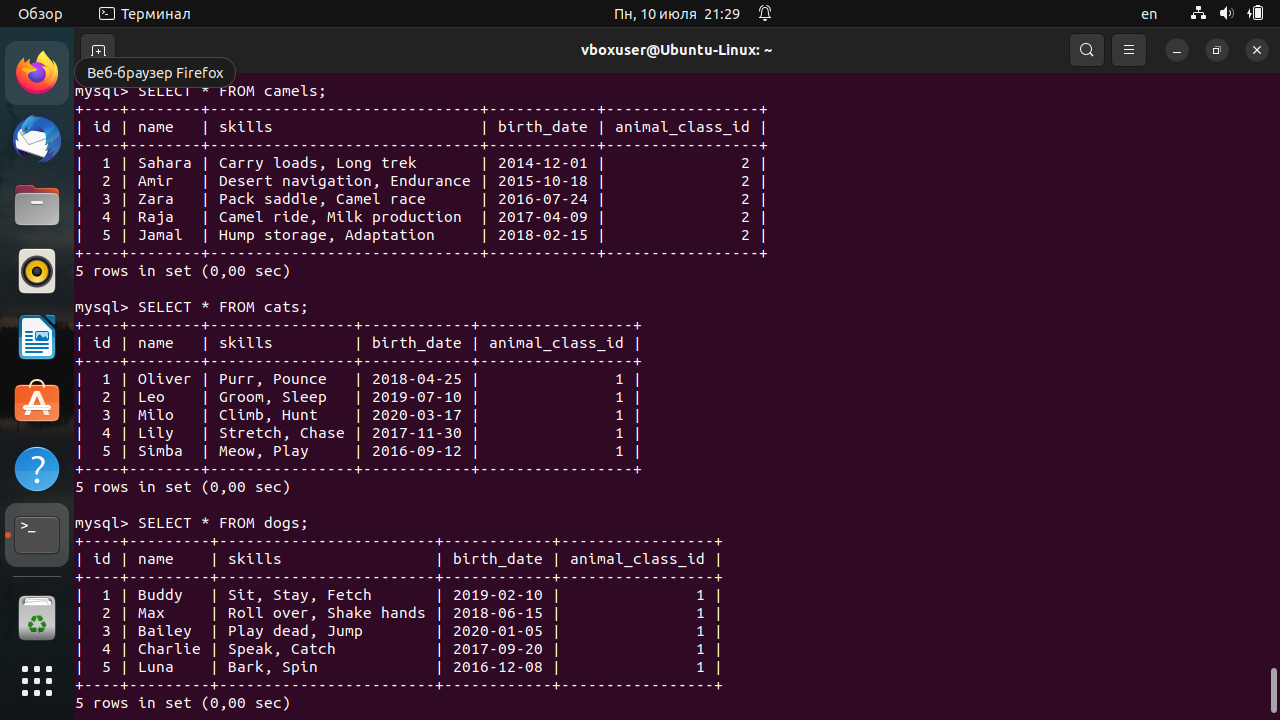 Обзор Терминал Пн, 10 июля 21:29 en
vboxuser@Ubuntu-Linux: ~
Веб-браузер Firefox
mysql> SELECT * FROM camels;
+----+--------+------------------------------+------------+-----------------+
| id | name   | skills                       | birth_date | animal_class_id |
+----+--------+------------------------------+------------+-----------------+
|  1 | Sahara | Carry loads, Long trek       | 2014-12-01 |               2 |
|  2 | Amir   | Desert navigation, Endurance | 2015-10-18 |               2 |
|  3 | Zara   | Pack saddle, Camel race      | 2016-07-24 |               2 |
|  4 | Raja   | Camel ride, Milk production  | 2017-04-09 |               2 |
|  5 | Jamal  | Hump storage, Adaptation     | 2018-02-15 |               2 |
+----+--------+------------------------------+------------+-----------------+
5 rows in set (0,00 sec)
mysql> SELECT * FROM cats;
+----+--------+----------------+------------+-----------------+
| id | name   | skills         | birth_date | animal_class_id |
+----+--------+----------------+------------+-----------------+
|  1 | Oliver | Purr, Pounce   | 2018-04-25 |               1 |
|  2 | Leo    | Groom, Sleep   | 2019-07-10 |               1 |
|  3 | Milo   | Climb, Hunt    | 2020-03-17 |               1 |
|  4 | Lily   | Stretch, Chase | 2017-11-30 |               1 |
|  5 | Simba  | Meow, Play     | 2016-09-12 |               1 |
+----+--------+----------------+------------+-----------------+
5 rows in set (0,00 sec)
mysql> SELECT * FROM dogs;
+----+---------+------------------------+------------+-----------------+
| id | name    | skills                 | birth_date | animal_class_id |
+----+---------+------------------------+------------+-----------------+
|  1 | Buddy   | Sit, Stay, Fetch       | 2019-02-10 |               1 |
|  2 | Max     | Roll over, Shake hands | 2018-06-15 |               1 |
|  3 | Bailey  | Play dead, Jump        | 2020-01-05 |               1 |
|  4 | Charlie | Speak, Catch           | 2017-09-20 |               1 |
|  5 | Luna    | Bark, Spin             | 2016-12-08 |               1 |
+----+---------+------------------------+------------+-----------------+
5 rows in set (0,00 sec)